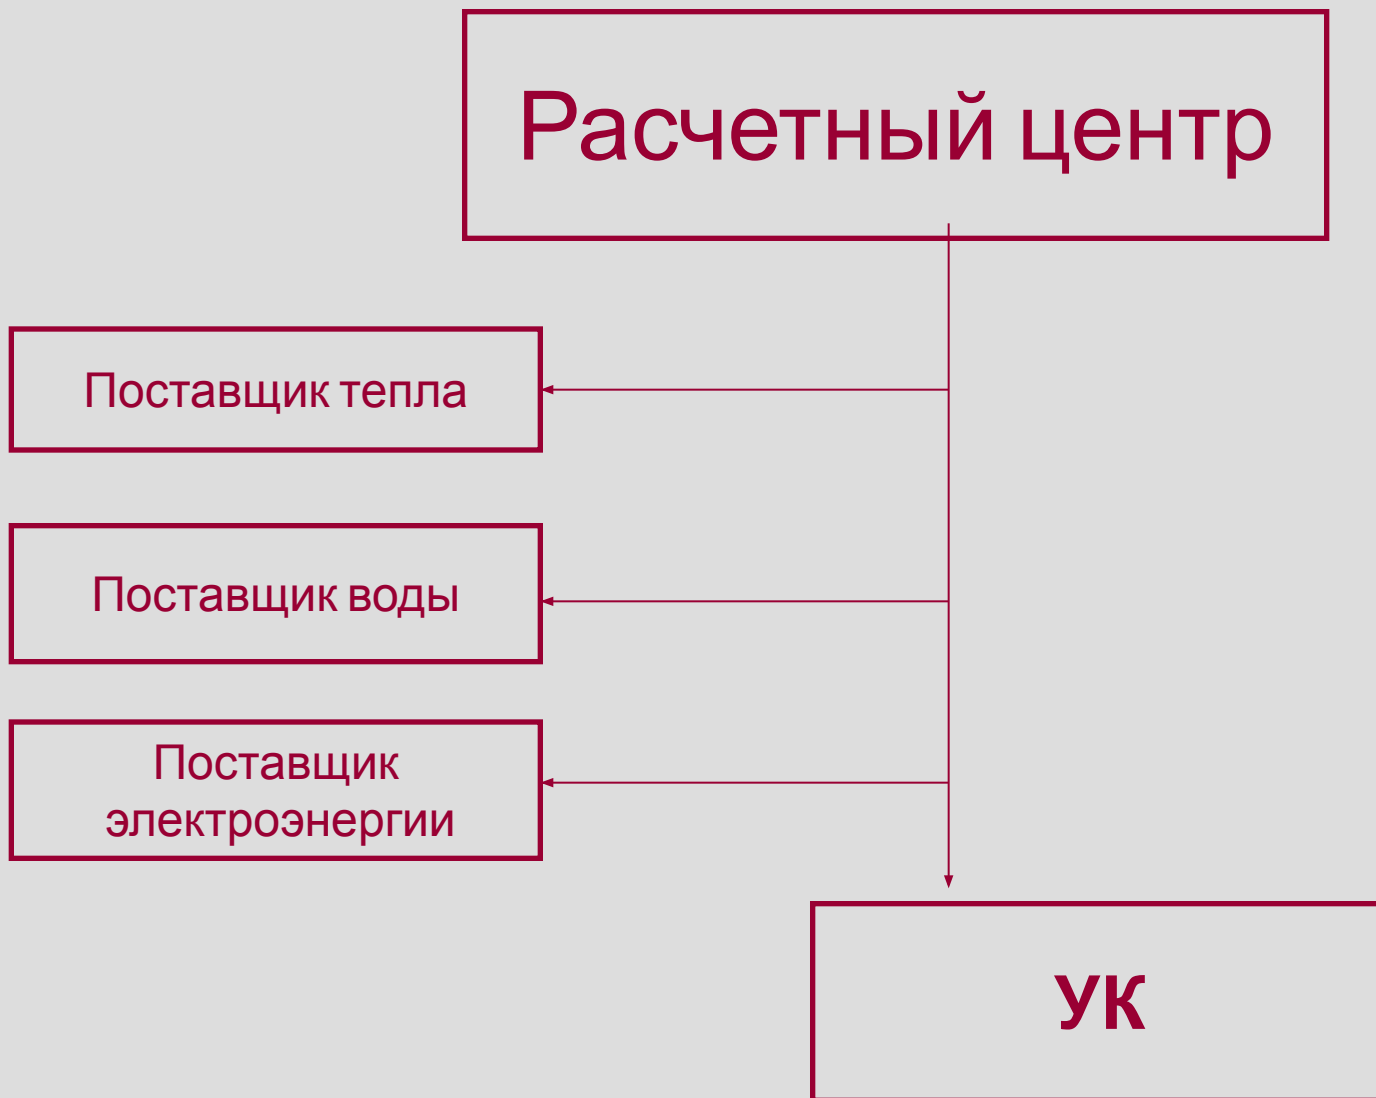 Расчетный центр
Поставщик тепла
Поставщик воды
Поставщик
электроэнергии
УК